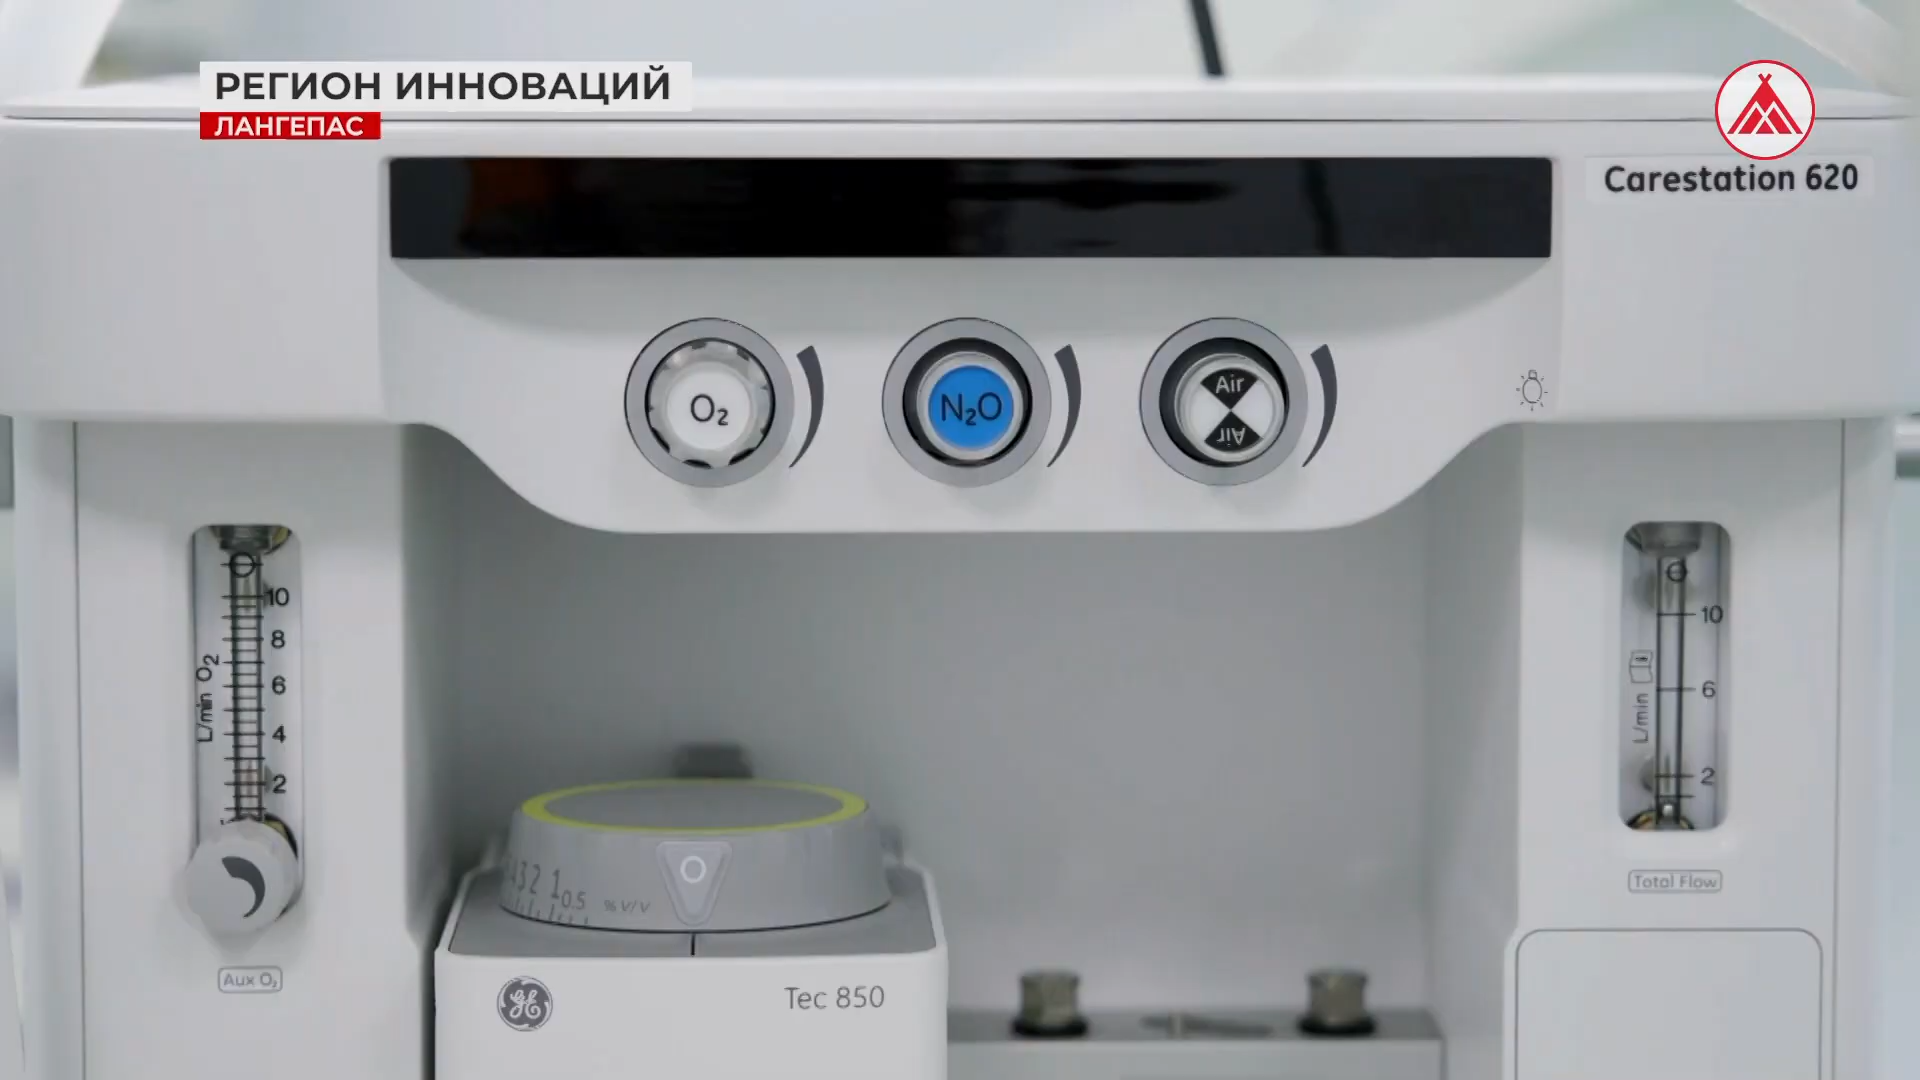 РЕГИОН ИННОВАЦИЙ
ЛАНГЕПАС
Carestation 620
O₂
N₂O
Air
Air
10
8
6
4
2
L/min O₂
Aux O₂
10
6
2
L/min
Total Flow
4 3 2 1 0.5 % V/V
GE
Tec 850